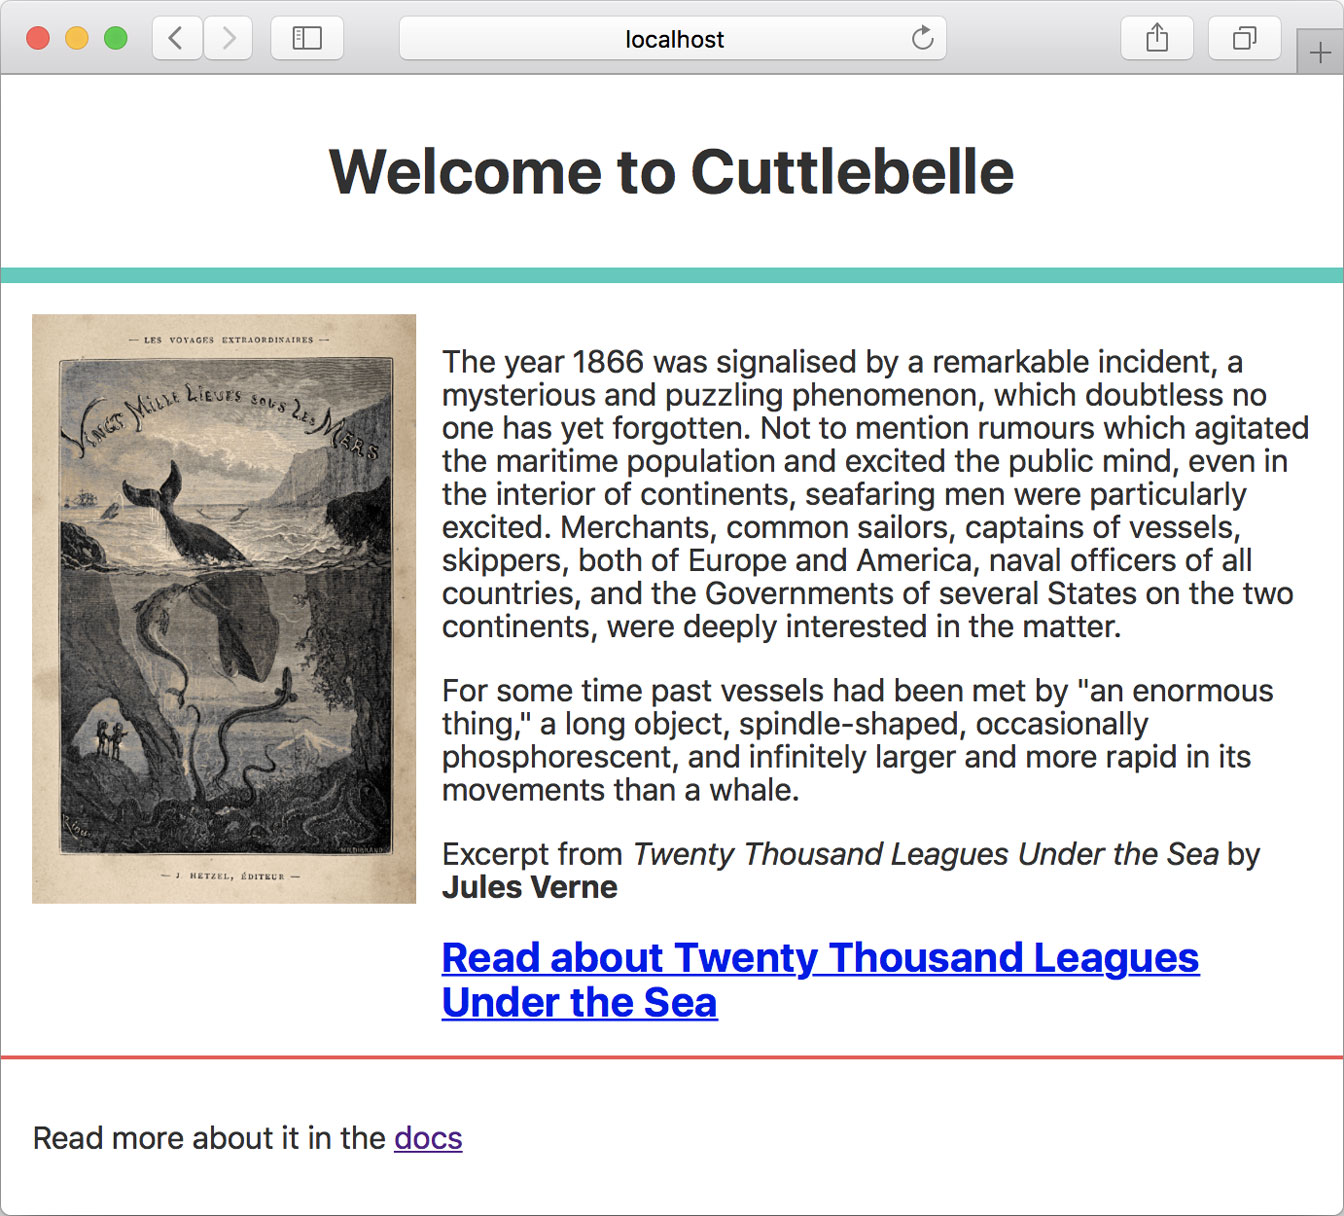 localhost
Welcome to Cuttlebelle
— LES VOYAGES EXTRAORDINAIRES —
VINGT MILLE LIEUES SOUS LES MERS
— J. HETZEL, ÉDITEUR —
The year 1866 was signalised by a remarkable incident, a
mysterious and puzzling phenomenon, which doubtless no
one has yet forgotten. Not to mention rumours which agitated
the maritime population and excited the public mind, even in
the interior of continents, seafaring men were particularly
excited. Merchants, common sailors, captains of vessels,
skippers, both of Europe and America, naval officers of all
countries, and the Governments of several States on the two
continents, were deeply interested in the matter.
For some time past vessels had been met by "an enormous
thing," a long object, spindle-shaped, occasionally
phosphorescent, and infinitely larger and more rapid in its
movements than a whale.
Excerpt from Twenty Thousand Leagues Under the Sea by
Jules Verne
Read about Twenty Thousand Leagues
Under the Sea
Read more about it in the docs